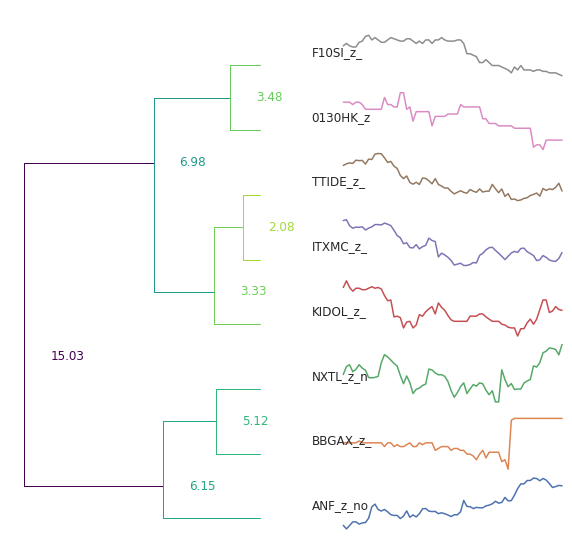 F10SI_z_
3.48
0130HK_z
6.98
TTIDE_z_
2.08
ITXMC_z_
3.33
KIDOL_z_
15.03
NXTL_z_n
5.12
BBGAX_z_
6.15
ANF_z_no